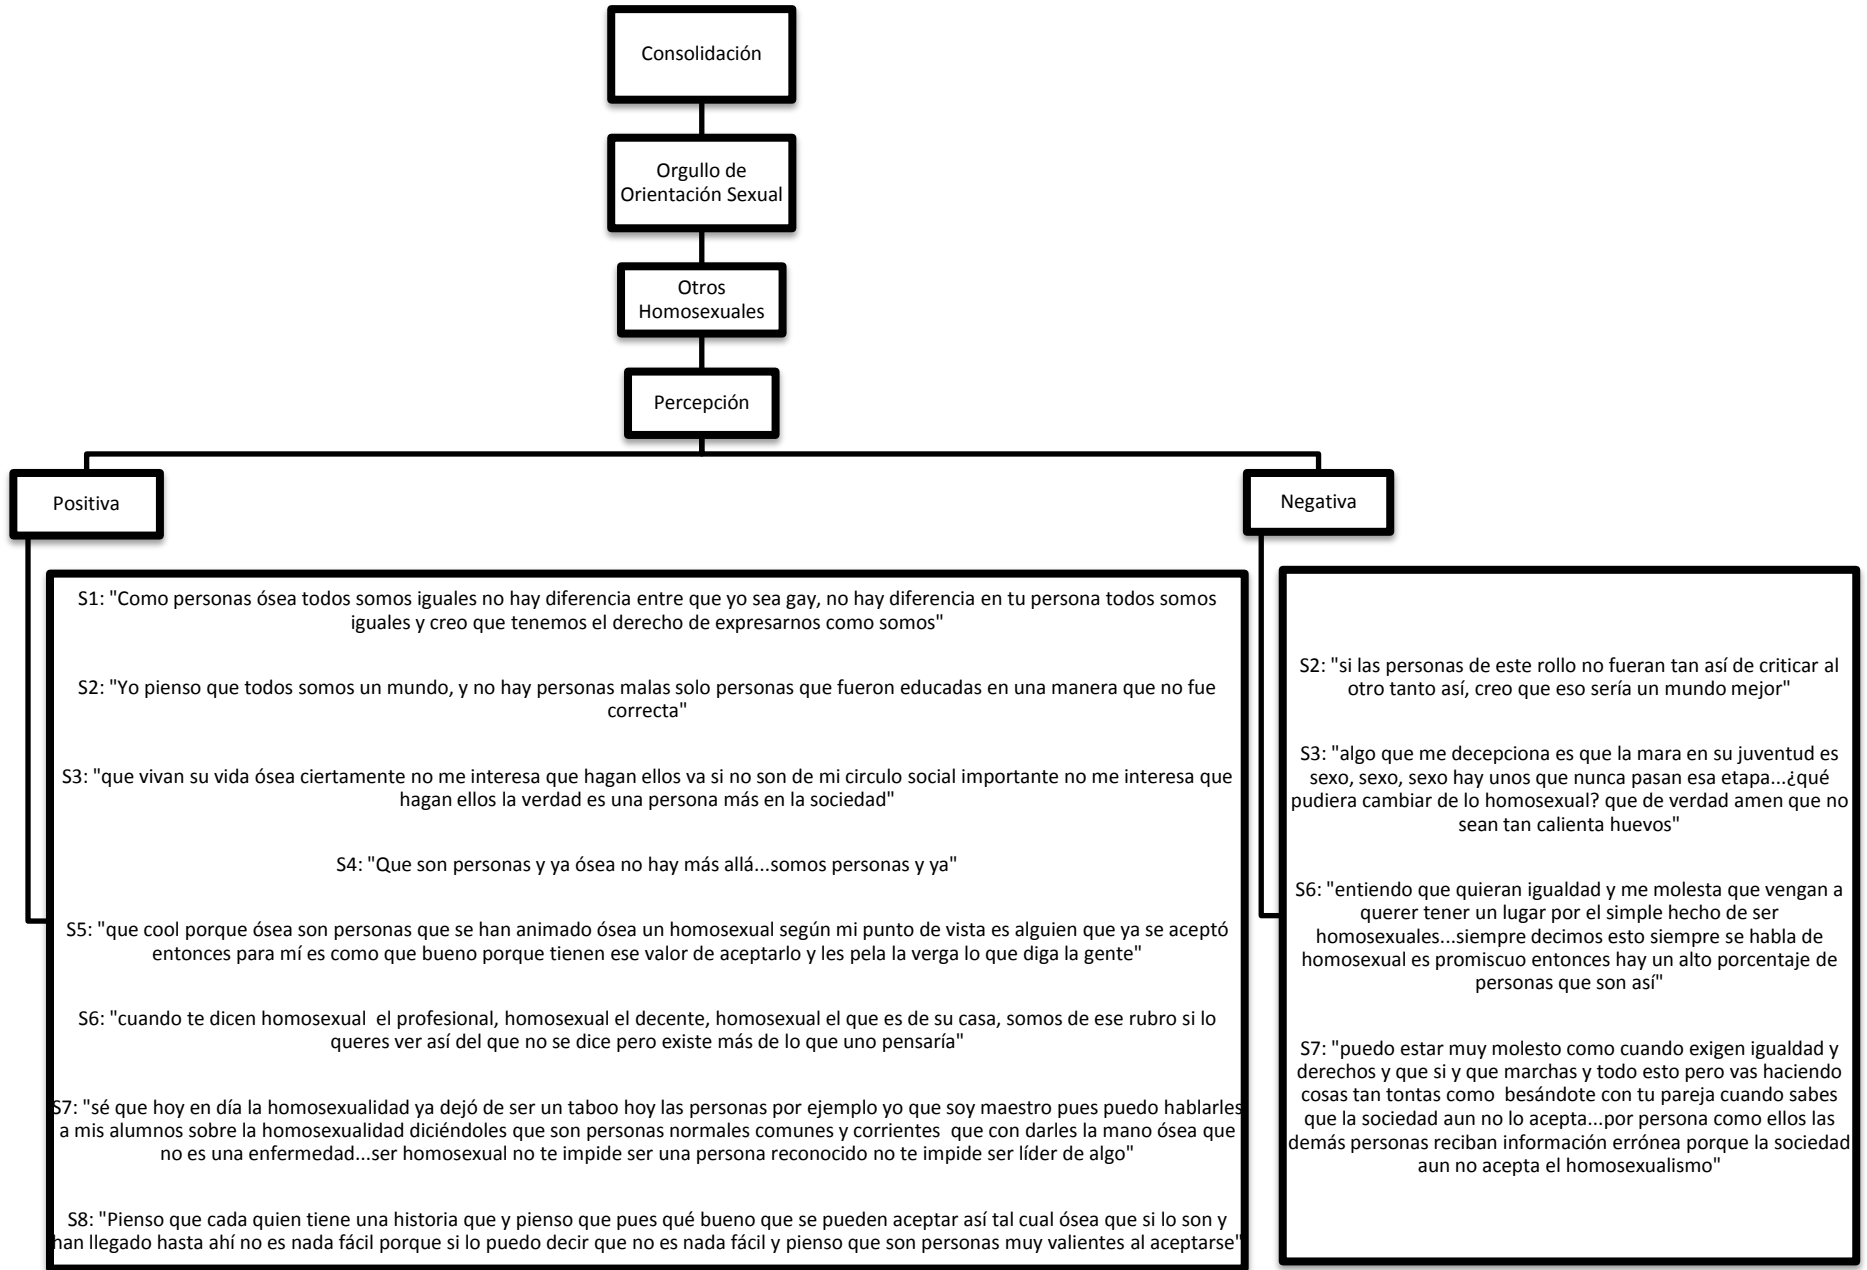 Consolidación
Orgullo de
Orientación Sexual
Otros
Homosexuales
Percepción
Positiva
Negativa
S1: "Como personas ósea todos somos iguales no hay diferencia entre que yo sea gay, no hay diferencia en tu persona todos somos
iguales y creo que tenemos el derecho de expresarnos como somos"
S2: "Yo pienso que todos somos un mundo, y no hay personas malas solo personas que fueron educadas en una manera que no fue
correcta"
S3: "que vivan su vida ósea ciertamente no me interesa que hagan ellos va si no son de mi circulo social importante no me interesa que
hagan ellos la verdad es una persona más en la sociedad"
S4: "Que son personas y ya ósea no hay más allá...somos personas y ya"
S5: "que cool porque ósea son personas que se han animado ósea un homosexual según mi punto de vista es alguien que ya se aceptó
entonces para mí es como que bueno porque tienen ese valor de aceptarlo y les pela la verga lo que diga la gente"
S6: "cuando te dicen homosexual  el profesional, homosexual el decente, homosexual el que es de su casa, somos de ese rubro si lo
queres ver así del que no se dice pero existe más de lo que uno pensaría"
S7: "sé que hoy en día la homosexualidad ya dejó de ser un taboo hoy las personas por ejemplo yo que soy maestro pues puedo hablarles
a mis alumnos sobre la homosexualidad diciéndoles que son personas normales comunes y corrientes  que con darles la mano ósea que
no es una enfermedad...ser homosexual no te impide ser una persona reconocido no te impide ser líder de algo"
S8: "Pienso que cada quien tiene una historia que y pienso que pues qué bueno que se pueden aceptar así tal cual ósea que si lo son y
han llegado hasta ahí no es nada fácil porque si lo puedo decir que no es nada fácil y pienso que son personas muy valientes al aceptarse"
S2: "si las personas de este rollo no fueran tan así de criticar al
otro tanto así, creo que eso sería un mundo mejor"
S3: "algo que me decepciona es que la mara en su juventud es
sexo, sexo, sexo hay unos que nunca pasan esa etapa...¿qué
pudiera cambiar de lo homosexual? que de verdad amen que no
sean tan calienta huevos"
S6: "entiendo que quieran igualdad y me molesta que vengan a
querer tener un lugar por el simple hecho de ser
homosexuales...siempre decimos esto siempre se habla de
homosexual es promiscuo entonces hay un alto porcentaje de
personas que son así"
S7: "puedo estar muy molesto como cuando exigen igualdad y
derechos y que si y que marchas y todo esto pero vas haciendo
cosas tan tontas como  besándote con tu pareja cuando sabes
que la sociedad aun no lo acepta...por persona como ellos las
demás personas reciban información errónea porque la sociedad
aun no acepta el homosexualismo"